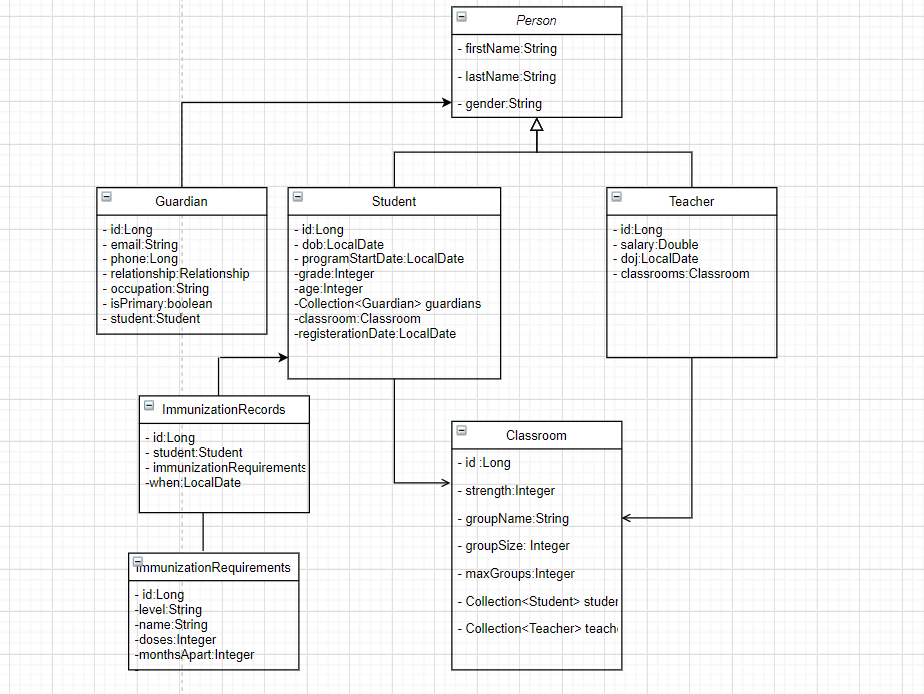 Person
- firstName:String
- lastName:String
- gender:String
Guardian
- id:Long
- email:String
- phone:Long
- relationship:Relationship
- occupation:String
- isPrimary:boolean
- student:Student
Student
- id:Long
- dob:LocalDate
- programStartDate:LocalDate
-grade:Integer
-age:Integer
-Collection<Guardian> guardians
-classroom:Classroom
-registerationDate:LocalDate
Teacher
- id:Long
- salary:Double
- doj:LocalDate
- classrooms:Classroom
ImmunizationRecords
- id:Long
- student:Student
- immunizationRequirements
-when:LocalDate
Classroom
- id :Long
- strength:Integer
- groupName:String
- groupSize: Integer
- maxGroups:Integer
- Collection<Student>
- Collection<Teacher>
ImmunizationRequirements
- id:Long
-level:String
-name:String
-doses:Integer
-monthsApart:Integer
-